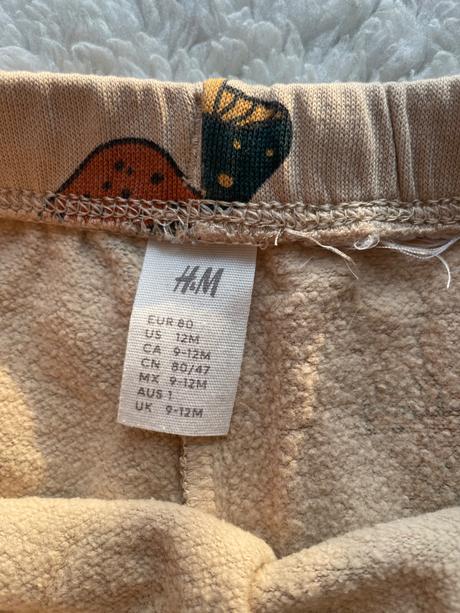 H&M
EUR 80
US 12M
CA 9-12M
CN 80/47
MX 9-12M
AUS 1
UK 9-12M